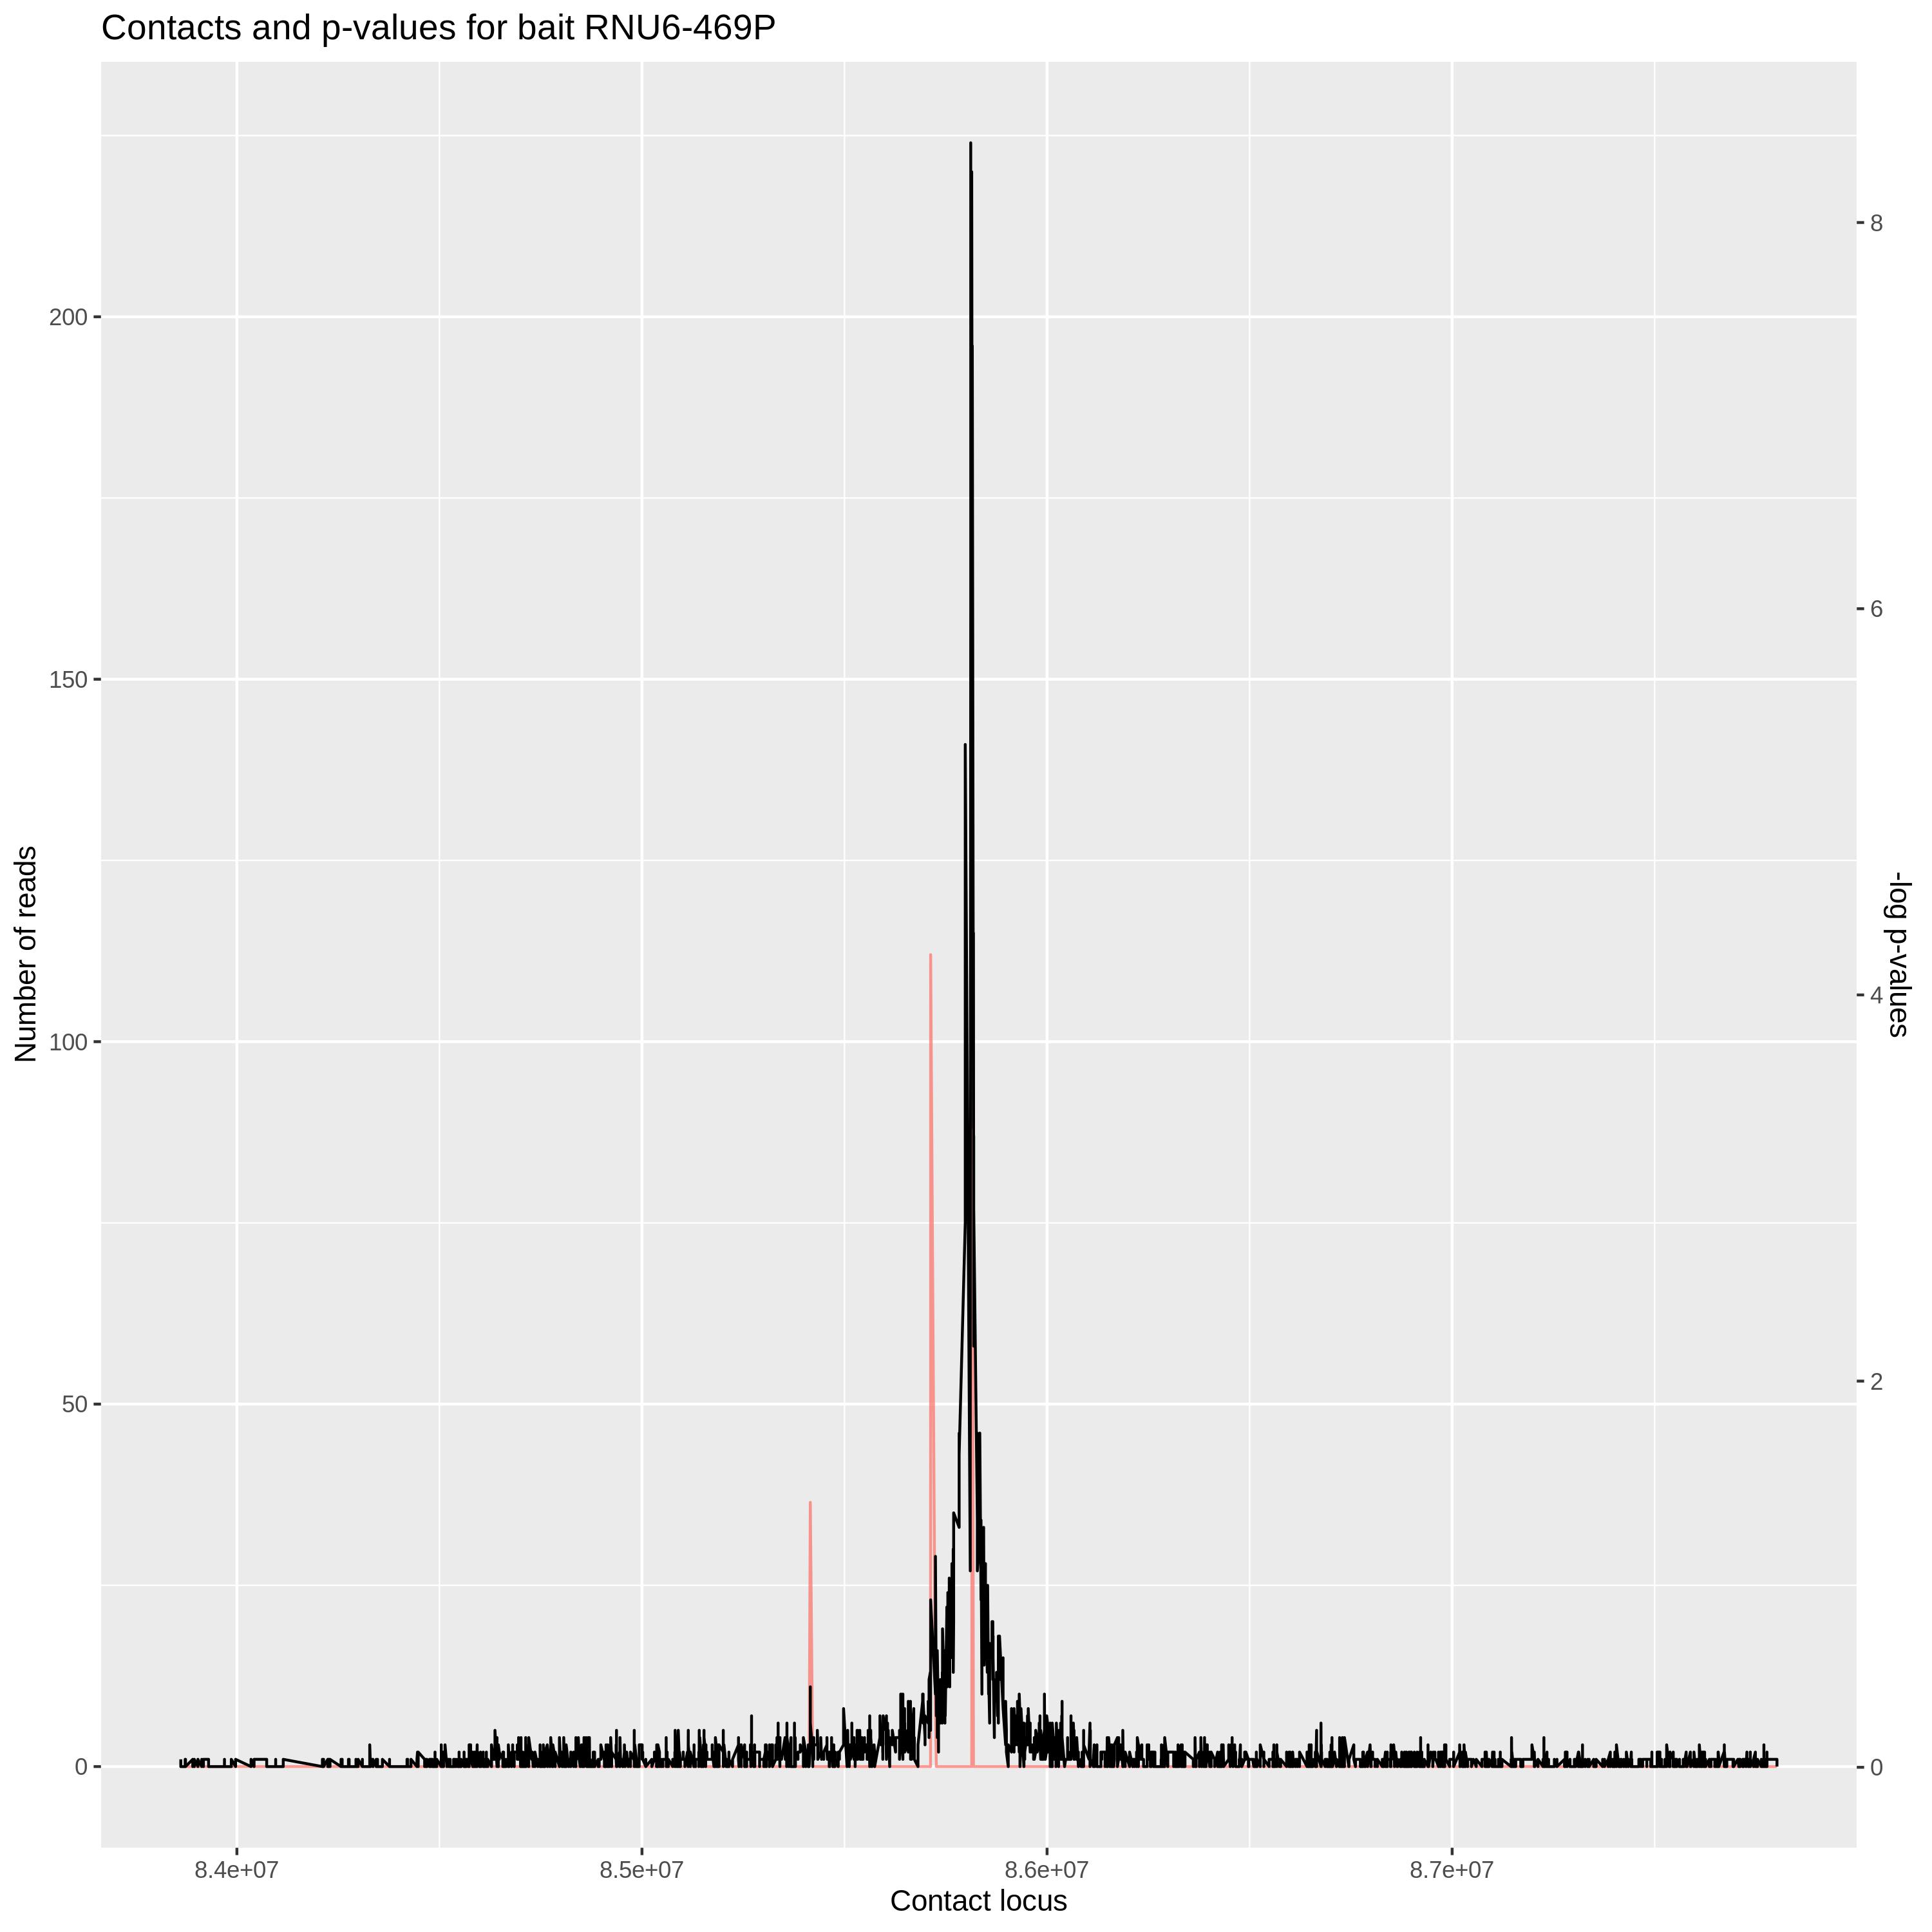 Contacts and p-values for bait RNU6-469P
Number of reads
200
150
100
50
0
8
6
4
2
0
-log p-values
8.4e+07
8.5e+07
8.6e+07
8.7e+07
Contact locus